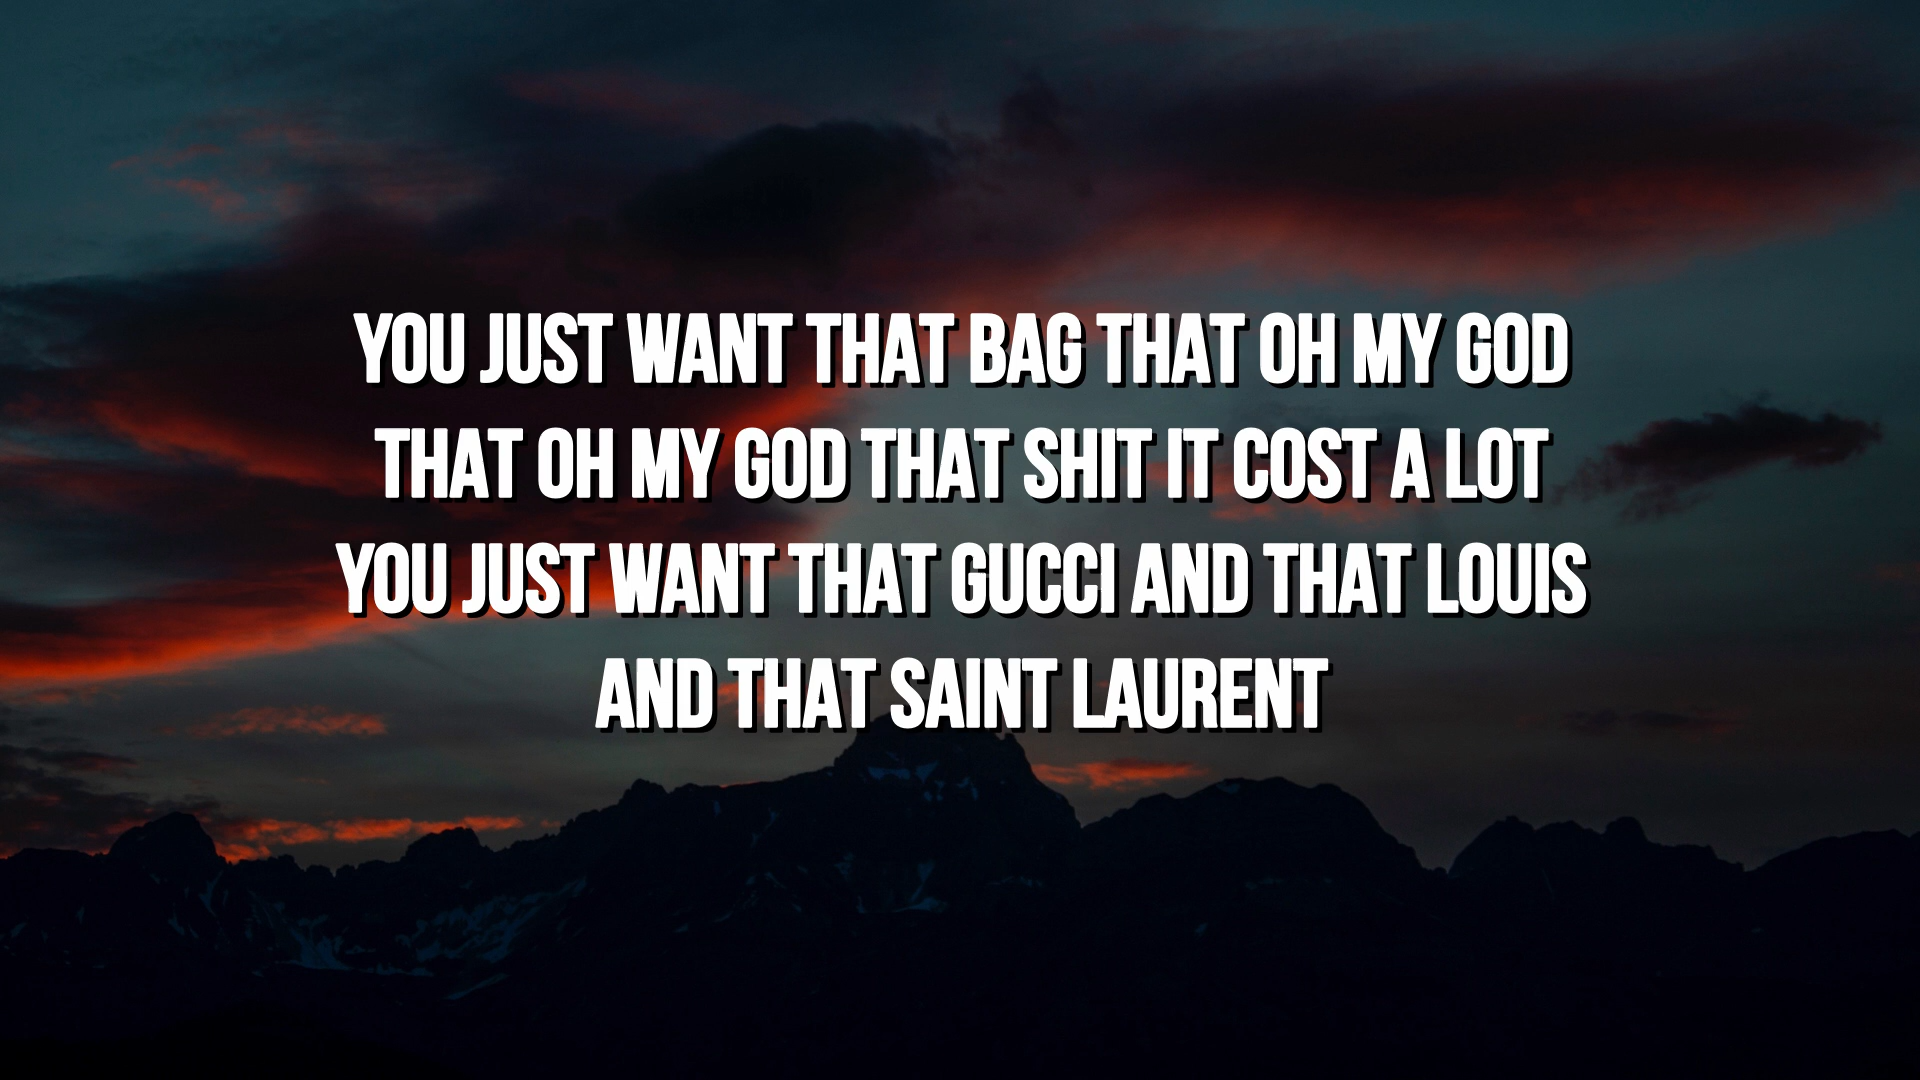 YOU JUST WANT THAT BAG THAT OH MY GOD
THAT OH MY GOD THAT SHIT IT COST A LOT
YOU JUST WANT THAT GUCCI AND THAT LOUIS
AND THAT SAINT LAURENT